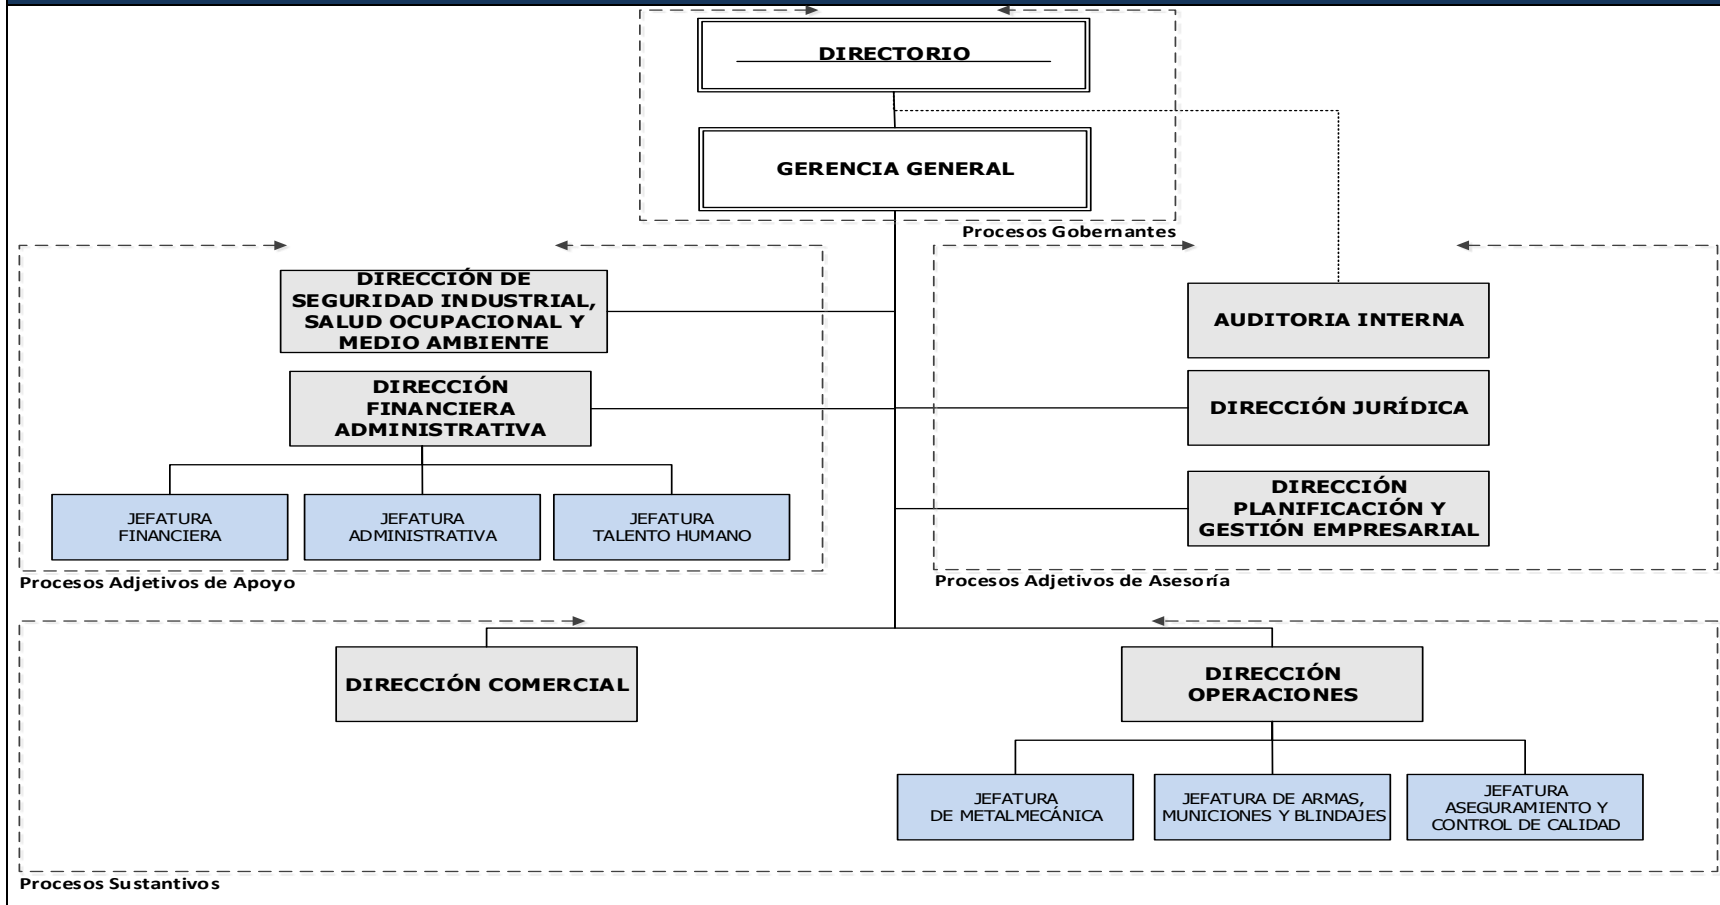 DIRECTORIO
GERENCIA GENERAL
Procesos Gobernantes
DIRECCIÓN DE
SEGURIDAD INDUSTRIAL,
SALUD OCUPACIONAL Y
MEDIO AMBIENTE
DIRECCIÓN
FINANCIERA
ADMINISTRATIVA
JEFATURA
FINANCIERA
JEFATURA
ADMINISTRATIVA
JEFATURA
TALENTO HUMANO
Procesos Adjetivos de Apoyo
AUDITORIA INTERNA
DIRECCIÓN JURÍDICA
DIRECCIÓN
PLANIFICACIÓN Y
GESTIÓN EMPRESARIAL
Procesos Adjetivos de Asesoría
DIRECCIÓN COMERCIAL
DIRECCIÓN
OPERACIONES
JEFATURA
DE METALMECÁNICA
JEFATURA DE ARMAS,
MUNICIONES Y BLINDAJES
JEFATURA
ASEGURAMIENTO Y
CONTROL DE CALIDAD
Procesos Sustantivos